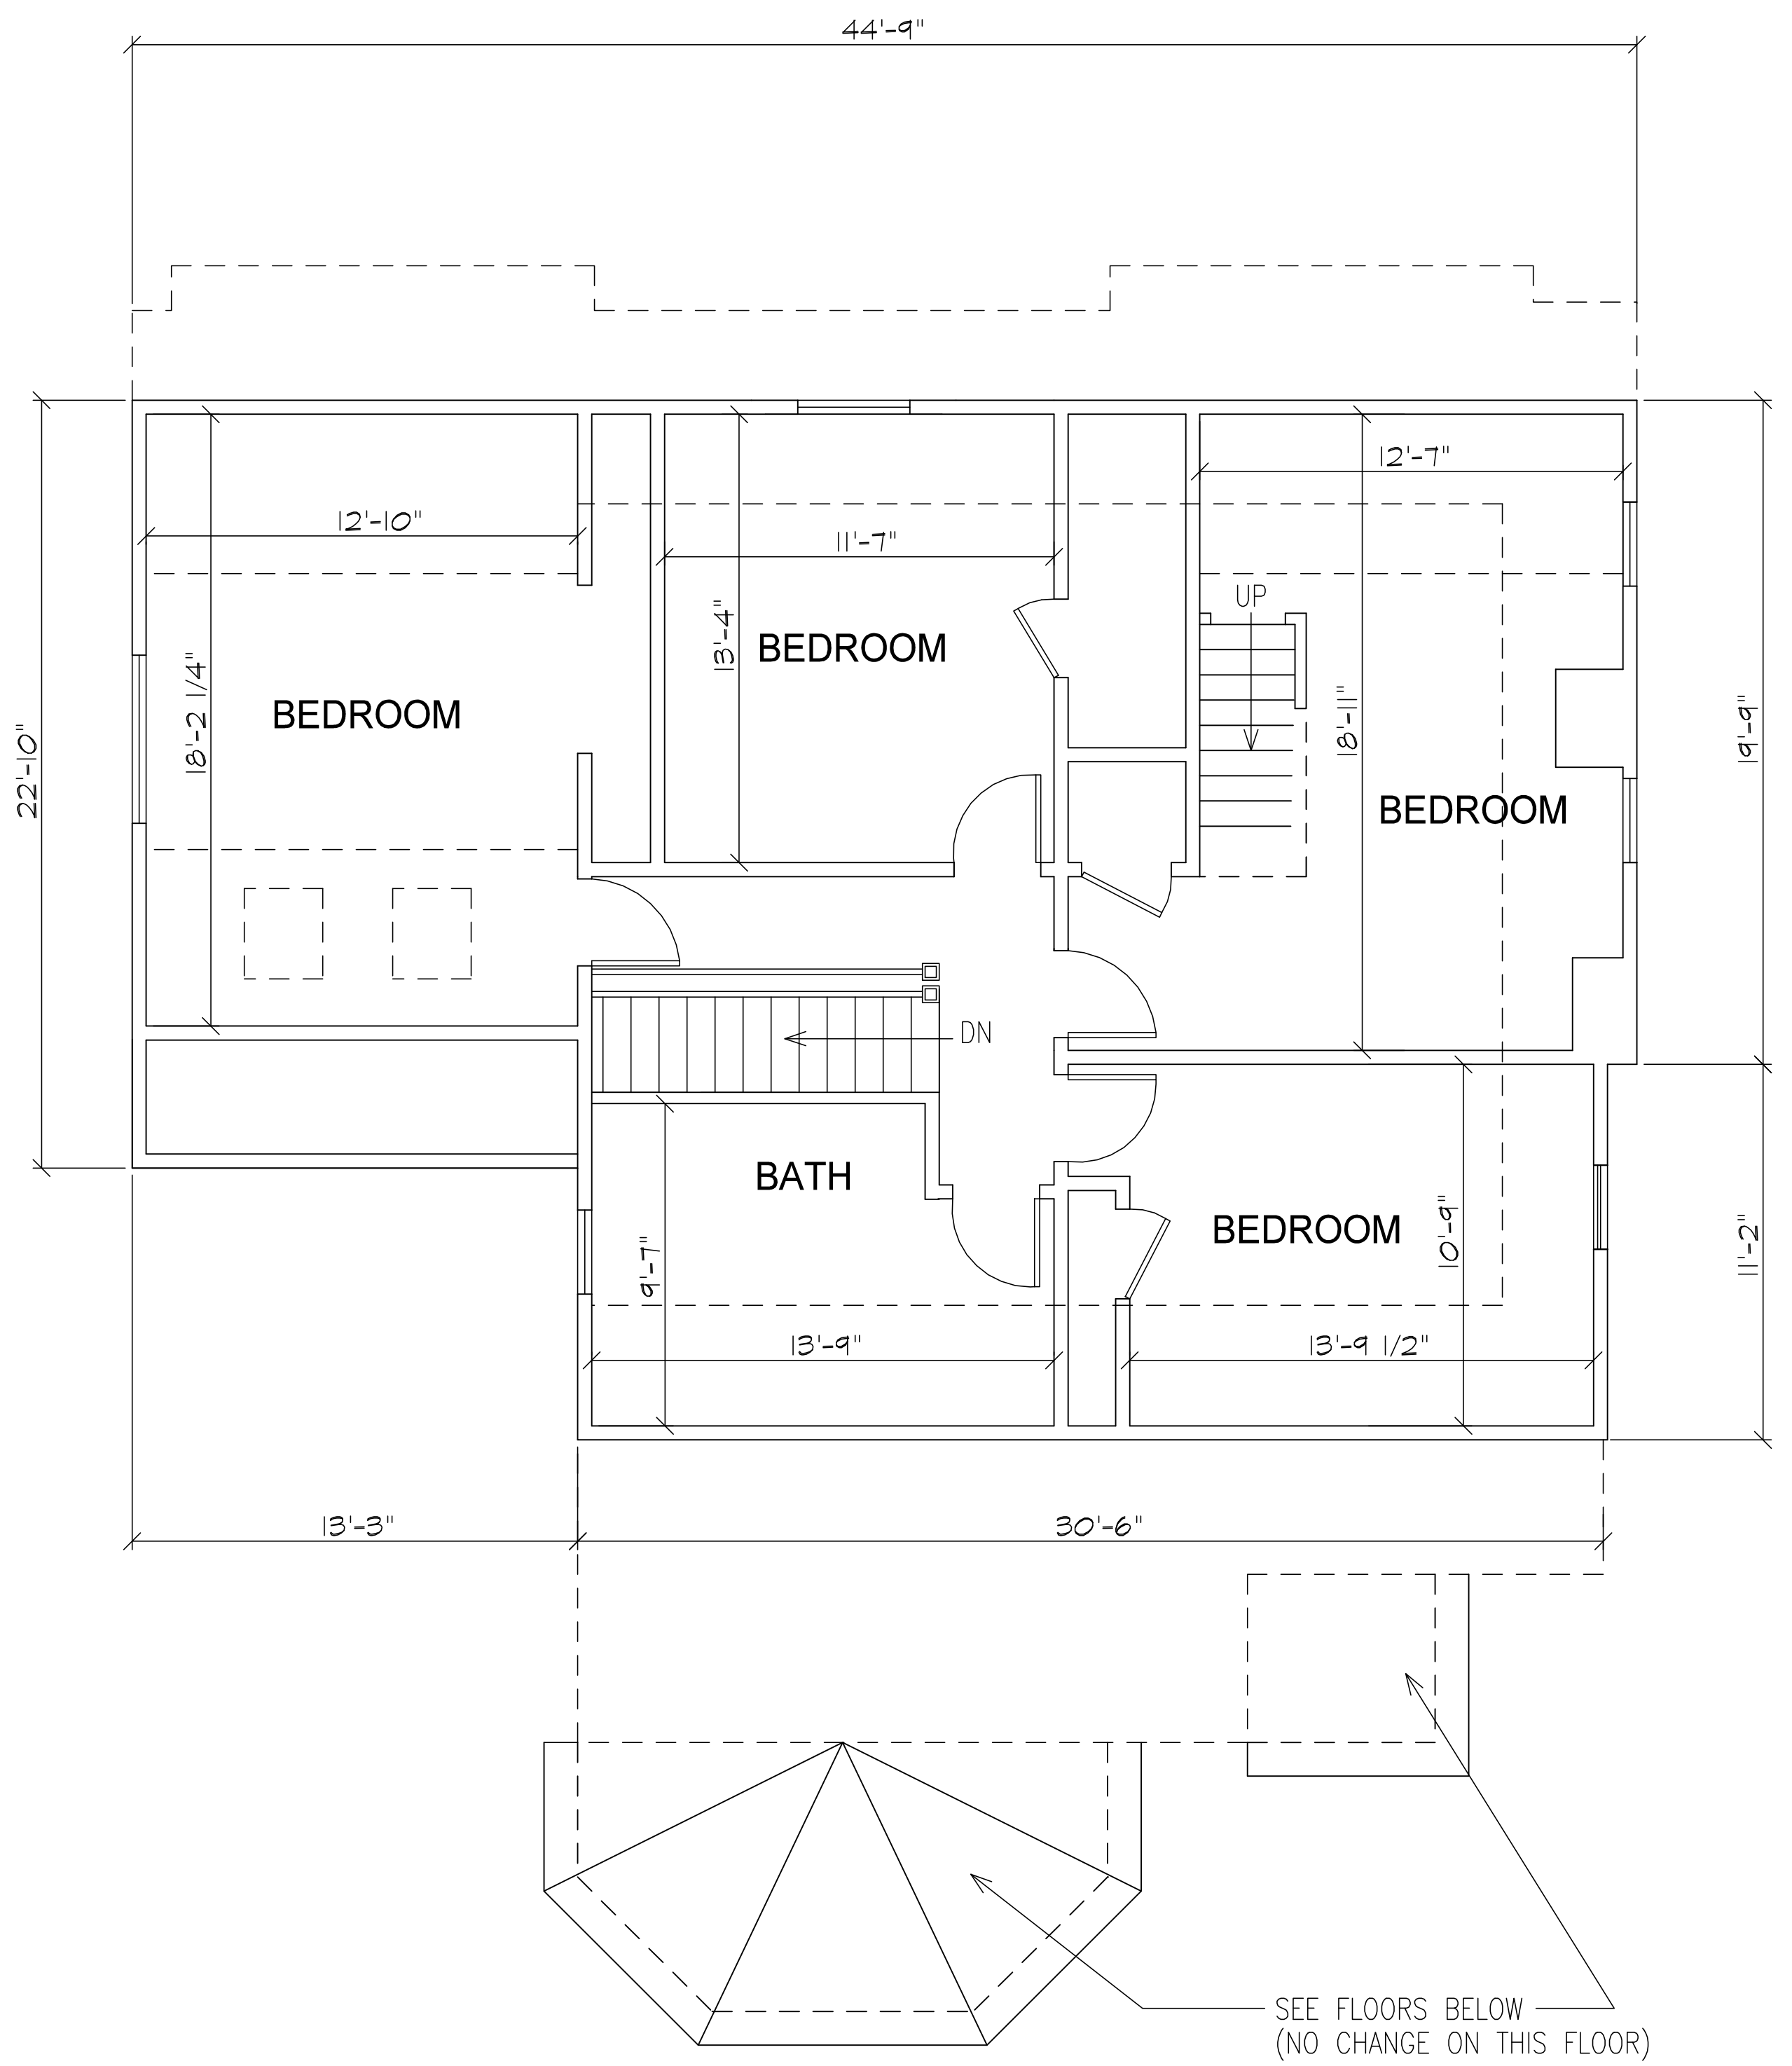 44'-9"
12'-7"
12'-10"
11'-7"
UP
13'-4"
BEDROOM
18'-2 1/4"
BEDROOM
18'-11"
19'-9"
22'-10"
BEDROOM
DN
BATH
BEDROOM
10'-9"
11'-2"
9'-7"
13'-9"
13'-9 1/2"
13'-3"
30'-6"
SEE FLOORS BELOW
(NO CHANGE ON THIS FLOOR)